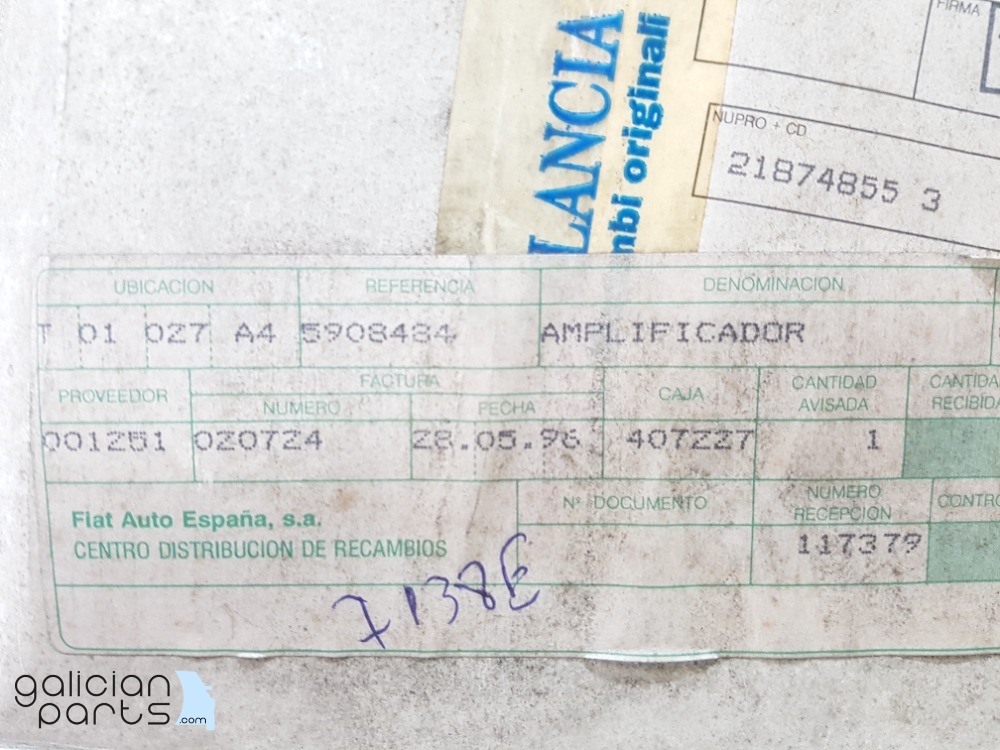 LANCIA
mbi originali
FIRMA
NUPRO + CD
21874855 3
UBICACION REFERENCIA DENOMINACION
T 01 027 A4 5908484 AMPLIFICADOR
PROVEEDOR FACTURA CAJA CANTIDAD AVISADA CANTIDA RECIBIDA
NUMERO FECHA
001251 020724 28.05.96 407227 1
Fiat Auto España, s.a.
CENTRO DISTRIBUCION DE RECAMBIOS
Nº DOCUMENTO NUMERO RECEPCION CONTRO
117379
7138E
galician
parts.com